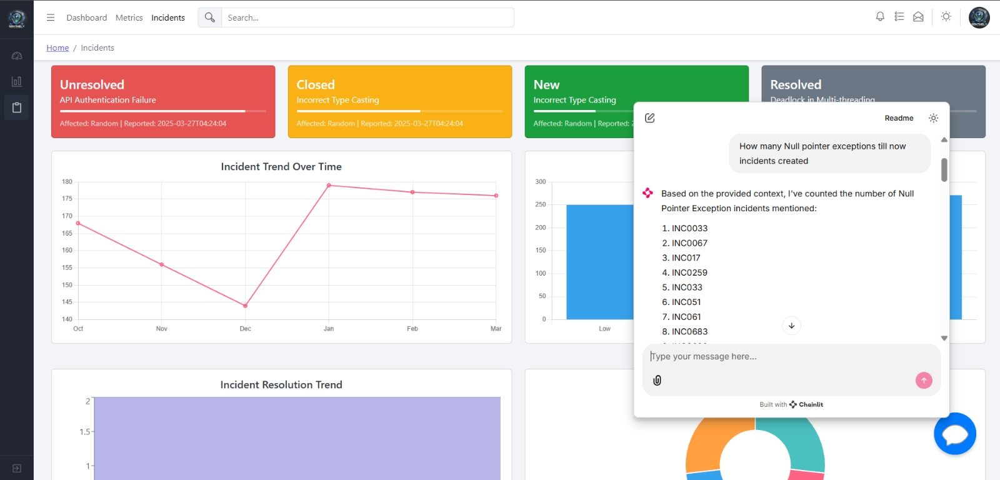 Dashboard Metrics Incidents Search...
Home / Incidents
Unresolved
API Authentication Failure
Affected: Random | Reported: 2025-03-27T04:24:04
Closed
Incorrect Type Casting
Affected: Random | Reported: 2025-03-27T04:24:04
New
Incorrect Type Casting
Affected: Random | Reported: 2
Resolved
Deadlock in Multi-threading
Incident Trend Over Time
180
175
170
165
160
155
150
145
140
Oct Nov Dec Jan Feb Mar
300
250
200
150
100
50
0
Low
Incident Resolution Trend
2
1.5
1
Readme
How many Null pointer exceptions till now
incidents created
Based on the provided context, I've counted the number of Null
Pointer Exception incidents mentioned:
1. INC0033
2. INC0067
3. INC017
4. INC0259
5. INC033
6. INC051
7. INC061
8. INC0683
Type your message here...
Built with Chainlit